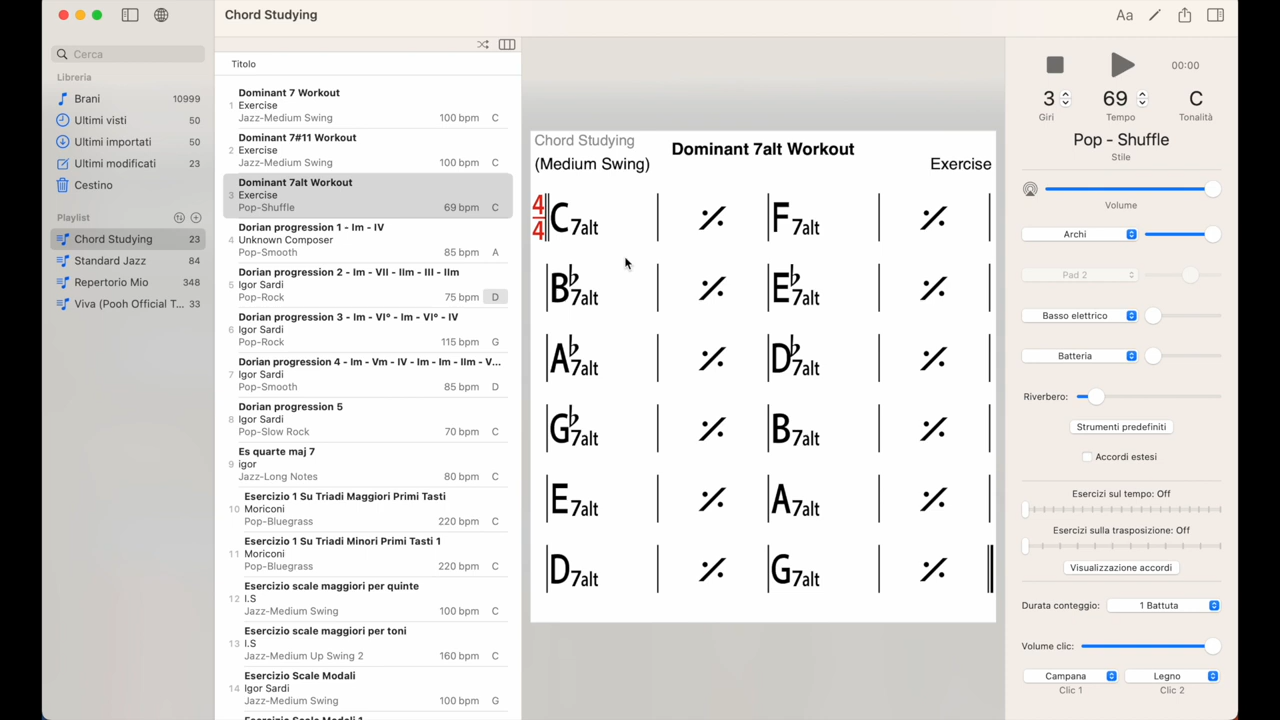 Chord Studying
Aa
Cerca
Libreria
Brani 10999
Ultimi visti 50
Ultimi importati 50
Ultimi modificati 23
Cestino
Playlist
Chord Studying 23
Standard Jazz 84
Repertorio Mio 348
Viva (Pooh Official T... 33
Titolo
Dominant 7 Workout
1 Exercise
Jazz-Medium Swing 100 bpm C
Dominant 7#11 Workout
2 Exercise
Jazz-Medium Swing 100 bpm C
Dominant 7alt Workout
3 Exercise
Pop-Shuffle 69 bpm C
Dorian progression 1 - Im - IV
4 Unknown Composer
Pop-Smooth 85 bpm A
Dorian progression 2 - Im - VII - IIm - III - IIm
5 Igor Sardi
Pop-Rock 75 bpm D
Dorian progression 3 - Im - VI° - Im - VI° - IV
6 Igor Sardi
Pop-Rock 115 bpm G
Dorian progression 4 - Im - Vm - IV - Im - Im - IIm - V...
7 Igor Sardi
Pop-Smooth 85 bpm D
Dorian progression 5
8 Igor Sardi
Pop-Slow Rock 70 bpm C
Es quarte maj 7
9 igor
Jazz-Long Notes 80 bpm C
Esercizio 1 Su Triadi Maggiori Primi Tasti
10 Moriconi
Pop-Bluegrass 220 bpm C
Esercizio 1 Su Triadi Minori Primi Tasti 1
11 Moriconi
Pop-Bluegrass 220 bpm C
Esercizio scale maggiori per quinte
12 I.S
Jazz-Medium Swing 100 bpm C
Esercizio scale maggiori per toni
13 I.S
Jazz-Medium Up Swing 2 160 bpm C
Esercizio Scale Modali
14 Igor Sardi
Jazz-Medium Swing 100 bpm G
Esercizio Scale Modali 1
Chord Studying
(Medium Swing) Dominant 7alt Workout Exercise
4/4 C7alt 𝄎 F7alt 𝄎
B♭7alt 𝄎 E♭7alt 𝄎
A♭7alt 𝄎 D♭7alt 𝄎
G♭7alt 𝄎 B7alt 𝄎
E7alt 𝄎 A7alt 𝄎
D7alt 𝄎 G7alt 𝄎
00:00
3 69 C
Giri Tempo Tonalità
Pop - Shuffle
Stile
Volume
Archi
Pad 2
Basso elettrico
Batteria
Riverbero:
Strumenti predefiniti
Accordi estesi
Esercizi sul tempo: Off
Esercizi sulla trasposizione: Off
Visualizzazione accordi
Durata conteggio: 1 Battuta
Volume clic:
Campana Legno
Clic 1 Clic 2